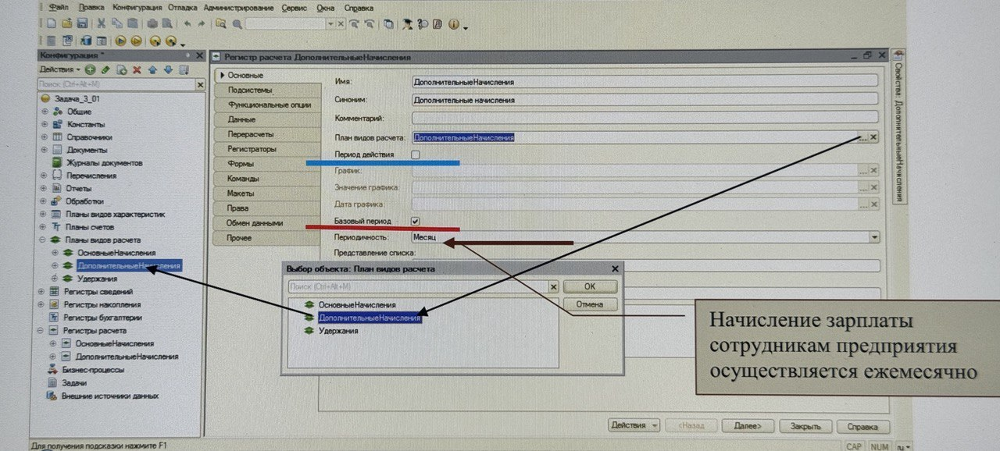 Файл Правка Конфигурация Отладка Администрирование Сервис Окна Справка
Конфигурация *
Действия
Поиск (Ctrl+Alt+M)
Задача_3_01
Общие
Константы
Справочники
Документы
Журналы документов
Перечисления
Отчеты
Обработки
Планы видов характеристик
Планы счетов
Планы видов расчета
ОсновныеНачисления
ДополнительныеНачисления
Удержания
Регистры сведений
Регистры накопления
Регистры бухгалтерии
Регистры расчета
ОсновныеНачисления
ДополнительныеНачисления
Бизнес-процессы
Задачи
Внешние источники данных
Регистр расчета ДополнительныеНачисления
Основные
Подсистемы
Функциональные опции
Данные
Перерасчеты
Регистраторы
Формы
Команды
Макеты
Права
Обмен данными
Прочее
Имя: ДополнительныеНачисления
Синоним: Дополнительные начисления
Комментарий:
План видов расчета: ДополнительныеНачисления ...
Период действия
График: ...
Значение графика: ...
Дата графика: ...
Базовый период
Периодичность: Месяц
Представление списка:
Выбор объекта: План видов расчета
Поиск (Ctrl+Alt+M)
OK
Отмена
ОсновныеНачисления
ДополнительныеНачисления
Удержания
Начисление зарплаты
сотрудникам предприятия
осуществляется ежемесячно
Действия <Назад Далее> Закрыть Справка
Свойства: ДополнительныеНачисления
Для получения подсказки нажмите F1
CAP NUM ru